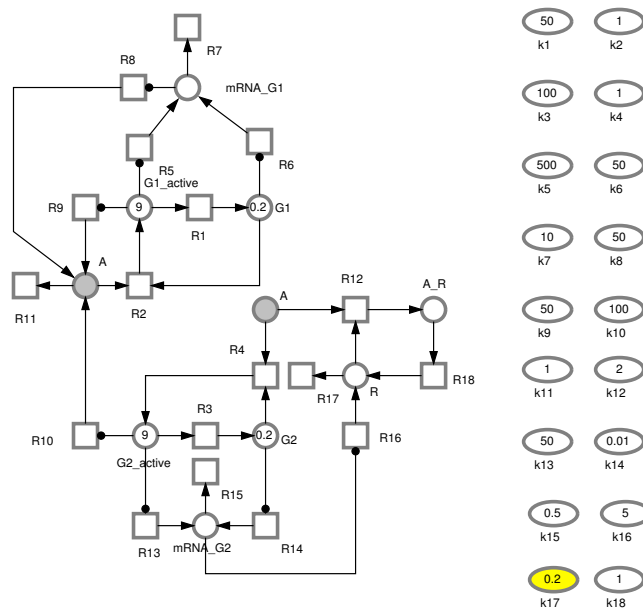 R7
R8
mRNA_G1
R5
R6
G1_active
R9
9
0.2
G1
R1
A
R11
R2
A
R12
A_R
R4
R17
R
R18
R3
R10
9
0.2
G2
R16
G2_active
R15
R13
mRNA_G2
R14
50
1
k1
k2
100
1
k3
k4
500
50
k5
k6
10
50
k7
k8
50
100
k9
k10
1
2
k11
k12
50
0.01
k13
k14
0.5
5
k15
k16
0.2
1
k17
k18